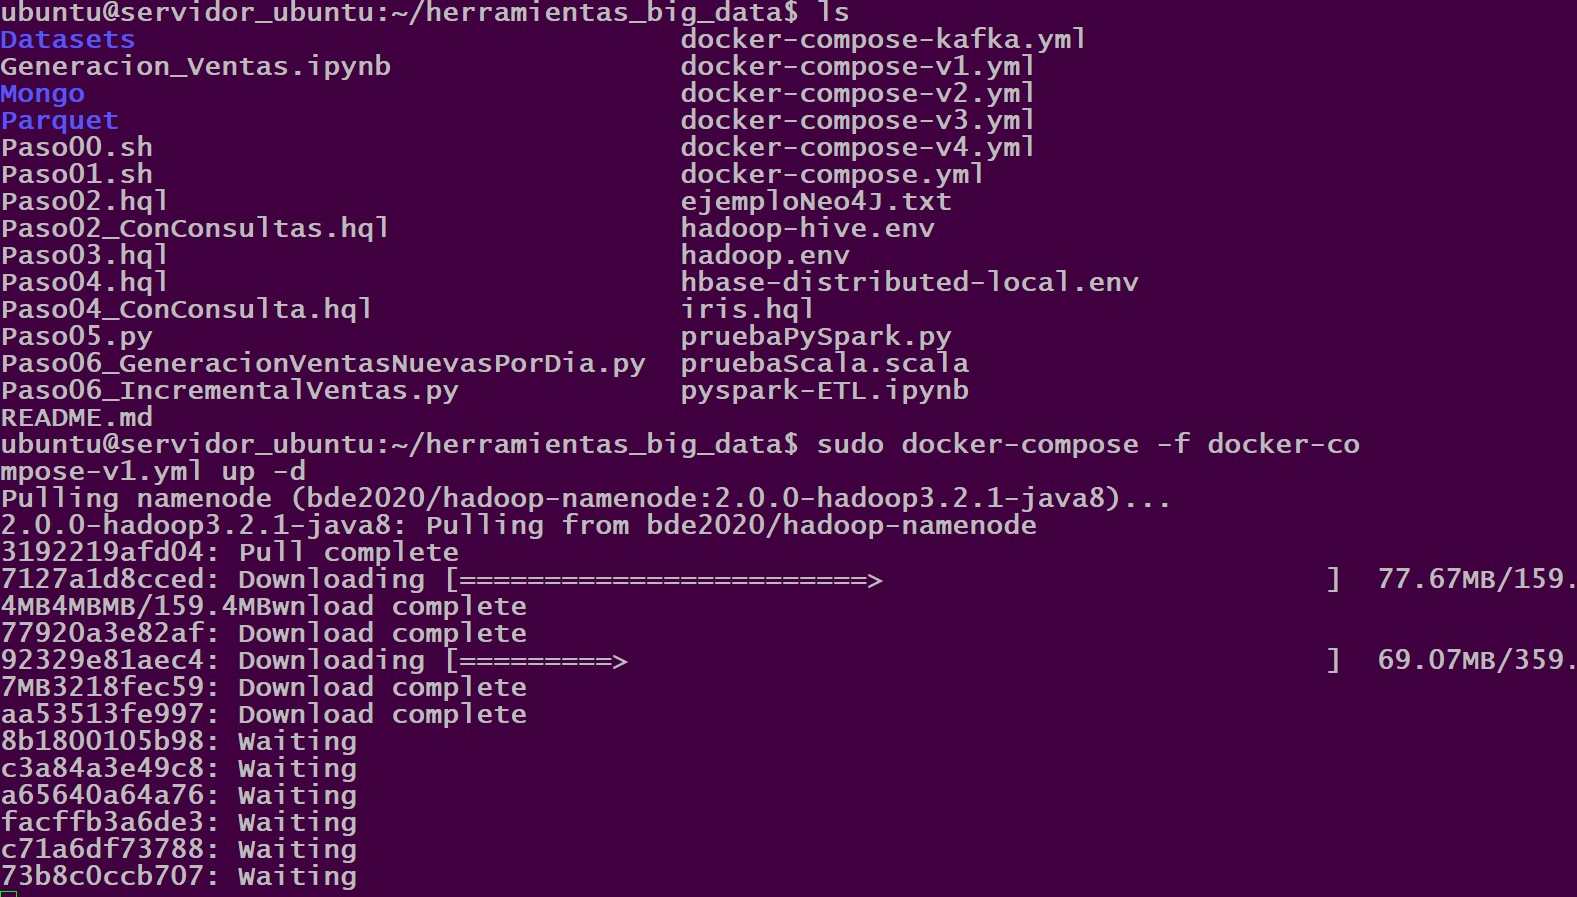 ubuntu@servidor_ubuntu:~/herramientas_big_data$ ls
Datasets                                docker-compose-kafka.yml
Generacion_Ventas.ipynb                 docker-compose-v1.yml
Mongo                                   docker-compose-v2.yml
Parquet                                 docker-compose-v3.yml
Paso00.sh                               docker-compose-v4.yml
Paso01.sh                               docker-compose.yml
Paso02.hql                              ejemploNeo4J.txt
Paso02_ConConsultas.hql                 hadoop-hive.env
Paso03.hql                              hadoop.env
Paso04.hql                              hbase-distributed-local.env
Paso04_ConConsulta.hql                  iris.hql
Paso05.py                               pruebaPySpark.py
Paso06_GeneracionVentasNuevasPorDia.py  pruebaScala.scala
Paso06_IncrementalVentas.py             pyspark-ETL.ipynb
README.md
ubuntu@servidor_ubuntu:~/herramientas_big_data$ sudo docker-compose -f docker-co
mpose-v1.yml up -d
Pulling namenode (bde2020/hadoop-namenode:2.0.0-hadoop3.2.1-java8)...
2.0.0-hadoop3.2.1-java8: Pulling from bde2020/hadoop-namenode
3192219afd04: Pull complete
7127a1d8cced: Downloading [========================>                          ]  77.67MB/159.
4MB4MBMB/159.4MBwnload complete
77920a3e82af: Download complete
92329e81aec4: Downloading [=========>                                         ]  69.07MB/359.
7MB3218fec59: Download complete
aa53513fe997: Download complete
8b1800105b98: Waiting
c3a84a3e49c8: Waiting
a65640a64a76: Waiting
facffb3a6de3: Waiting
c71a6df73788: Waiting
73b8c0ccb707: Waiting